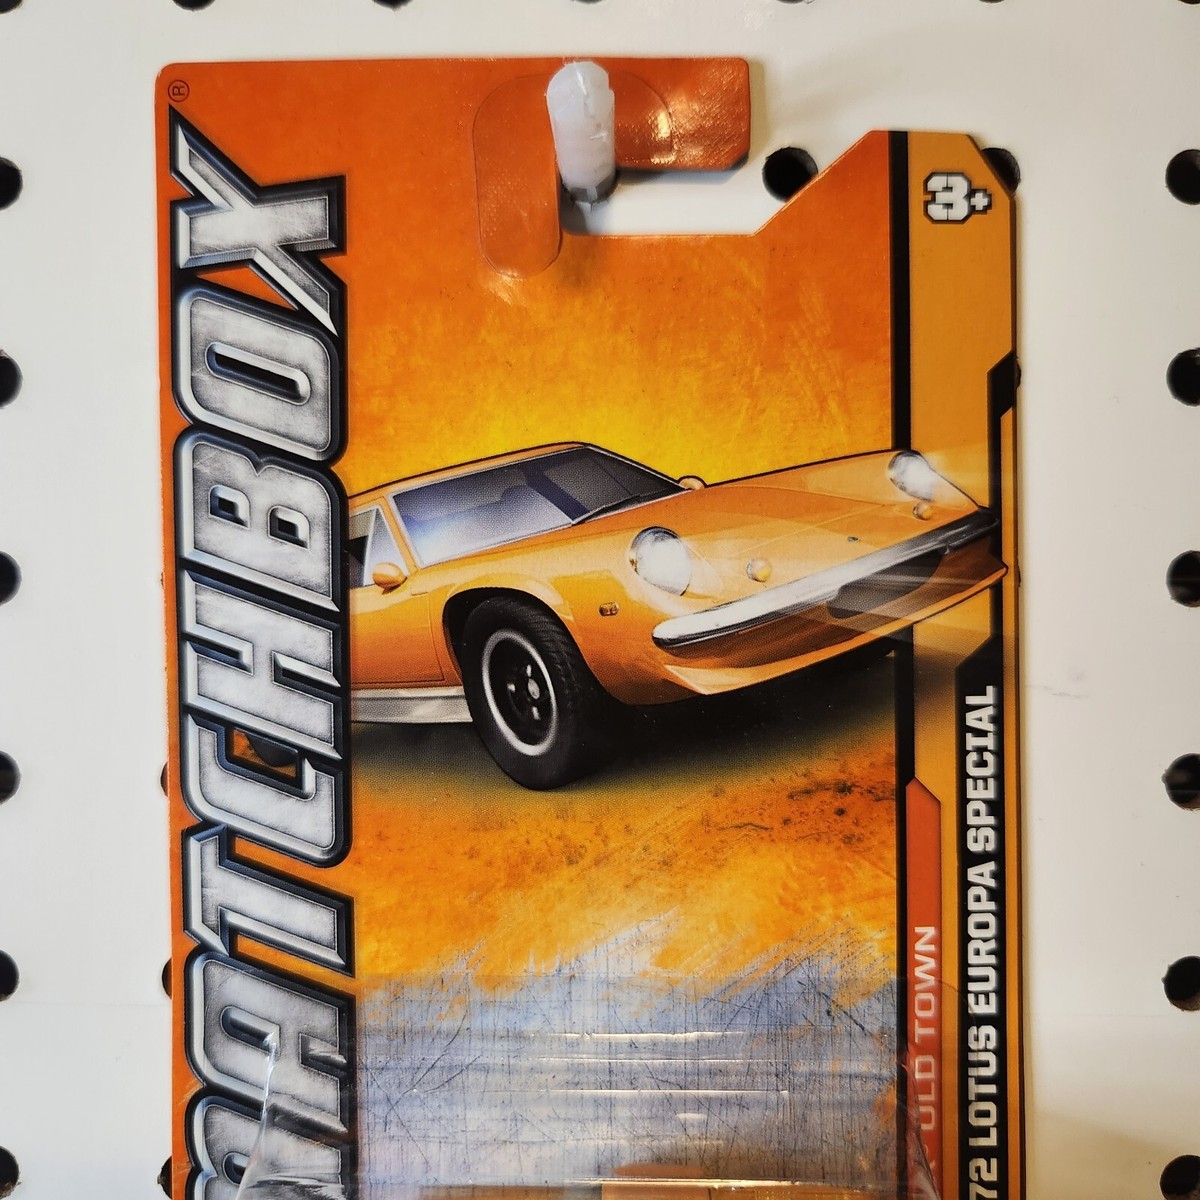 MATCHBOX®
3+
OLD TOWN
72 LOTUS EUROPA SPECIAL